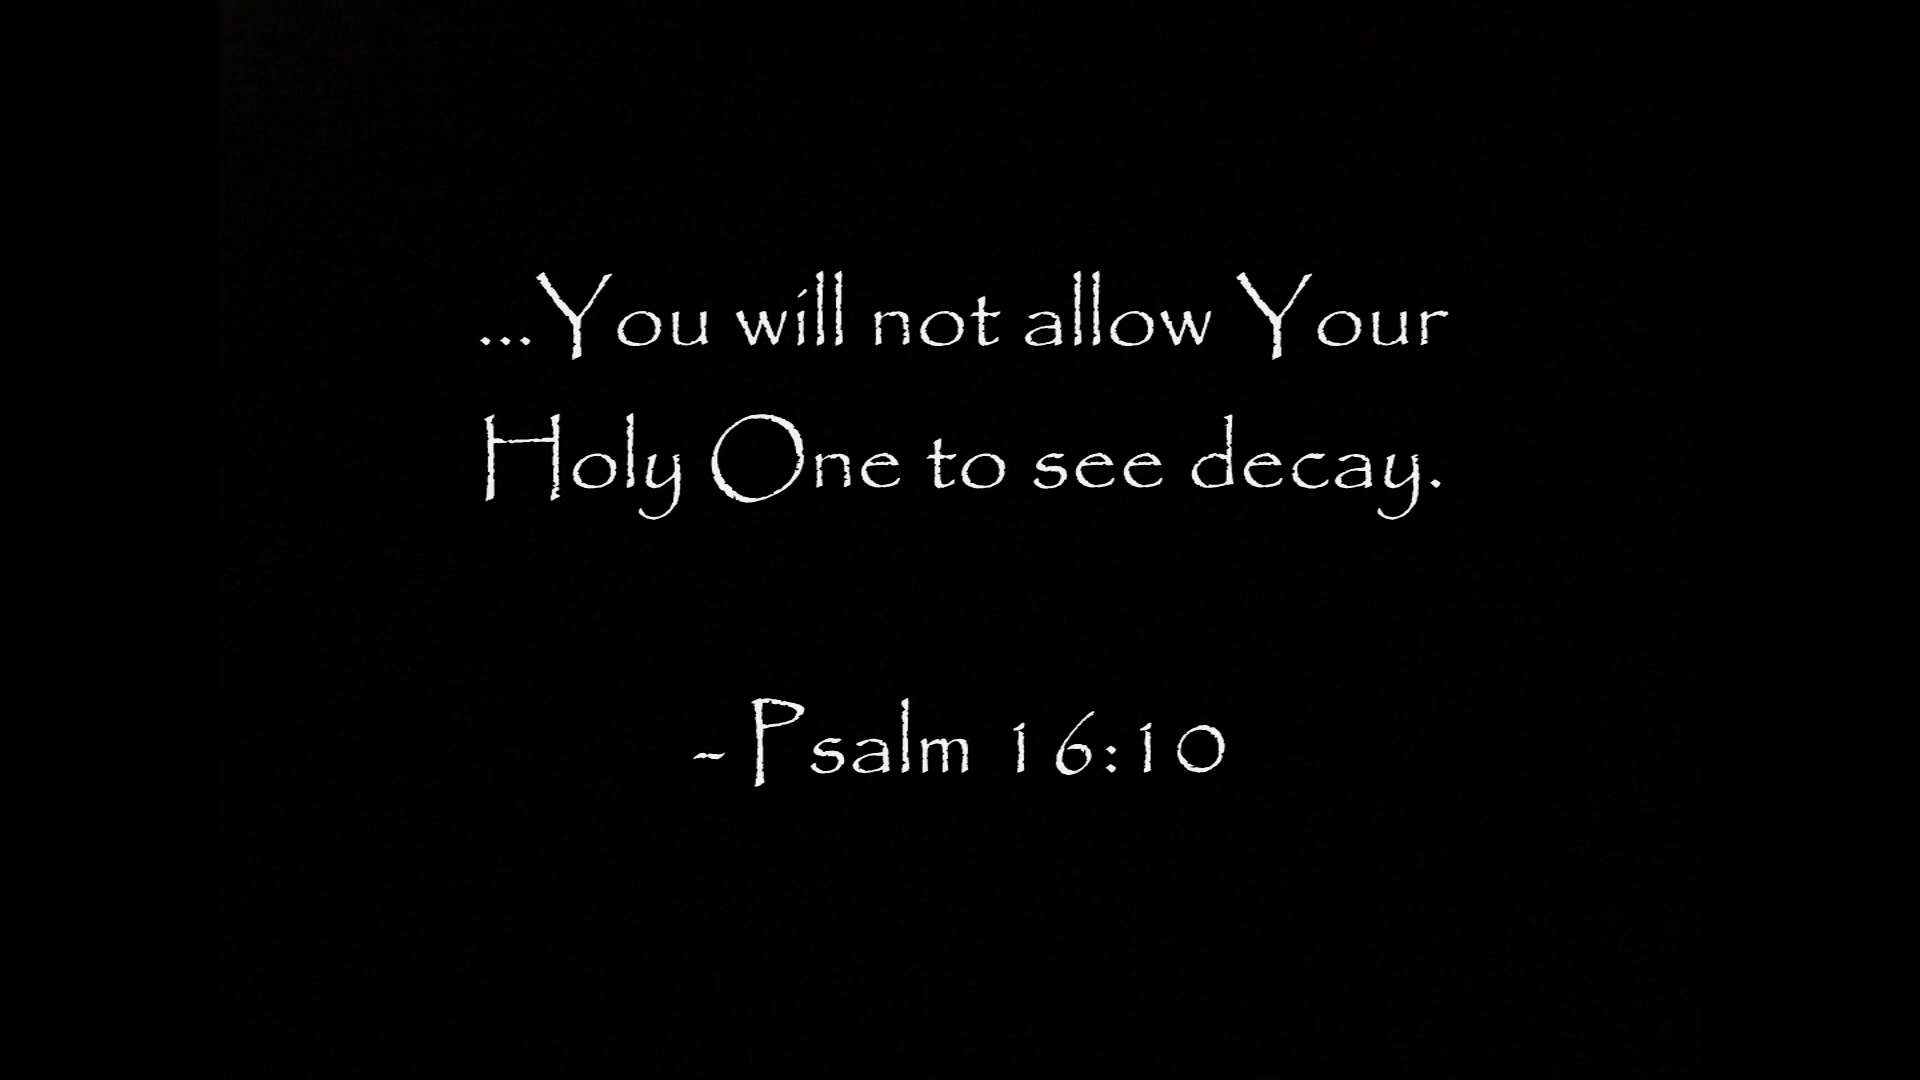 ...You will not allow Your
Holy One to see decay.
- Psalm 16:10